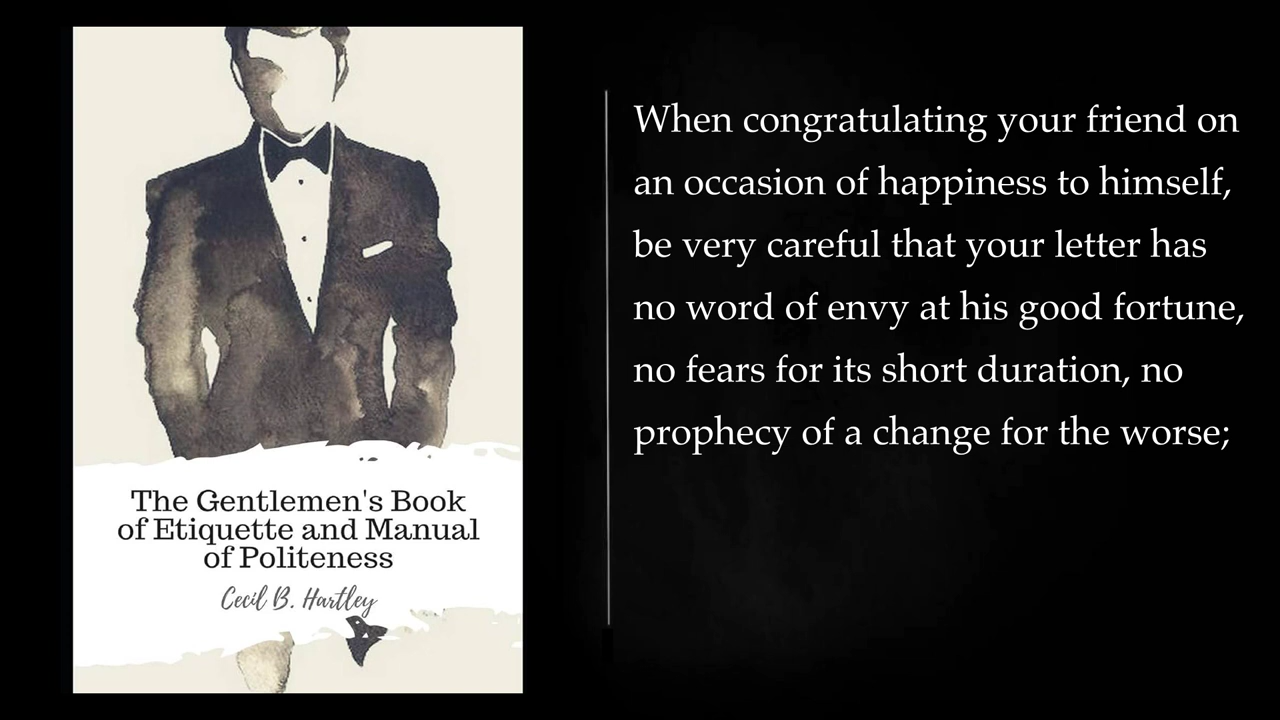 The Gentlemen's Book
of Etiquette and Manual
of Politeness
Cecil B. Hartley
When congratulating your friend on
an occasion of happiness to himself,
be very careful that your letter has
no word of envy at his good fortune,
no fears for its short duration, no
prophecy of a change for the worse;